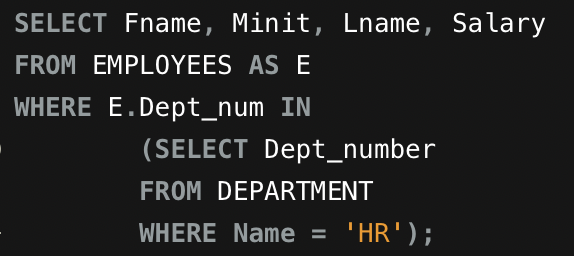 SELECT Fname, Minit, Lname, Salary
FROM EMPLOYEES AS E
WHERE E.Dept_num IN
(SELECT Dept_number
FROM DEPARTMENT
WHERE Name = 'HR');